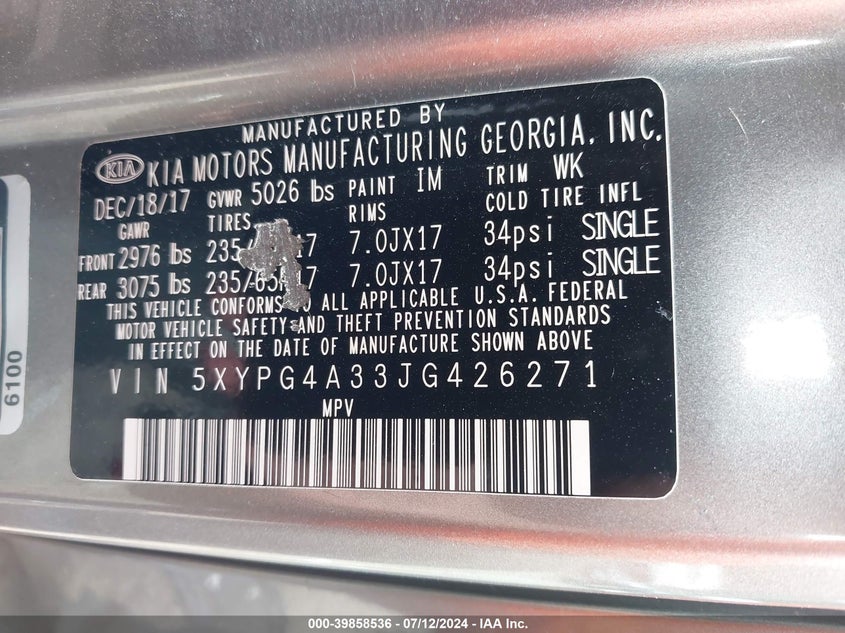 MANUFACTURED BY
KIA KIA MOTORS MANUFACTURING GEORGIA, INC.
DEC/18/17 GVWR 5026 lbs PAINT IM TRIM WK
GAWR TIRES RIMS COLD TIRE INFL
FRONT 2976 lbs 7.0JX17 34psi SINGLE
REAR 3075 lbs 7.0JX17 34psi SINGLE
THIS VEHICLE CONFORMS TO ALL APPLICABLE U.S.A. FEDERAL
MOTOR VEHICLE SAFETY AND THEFT PREVENTION STANDARDS
IN EFFECT ON THE DATE OF MANUFACTURE SHOWN ABOVE
VIN 5XYPG4A33JG426271
MPV
6100
000-39858536 - 07/12/2024 - IAA Inc.